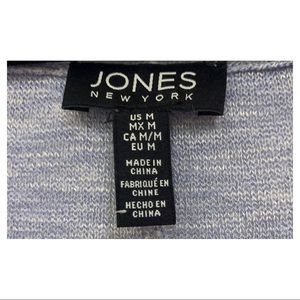 JONES
NEW YORK
US M
MX M
CA M/M
EU M
MADE IN
CHINA
FABRIQUÉ EN
CHINE
HECHO EN
CHINA